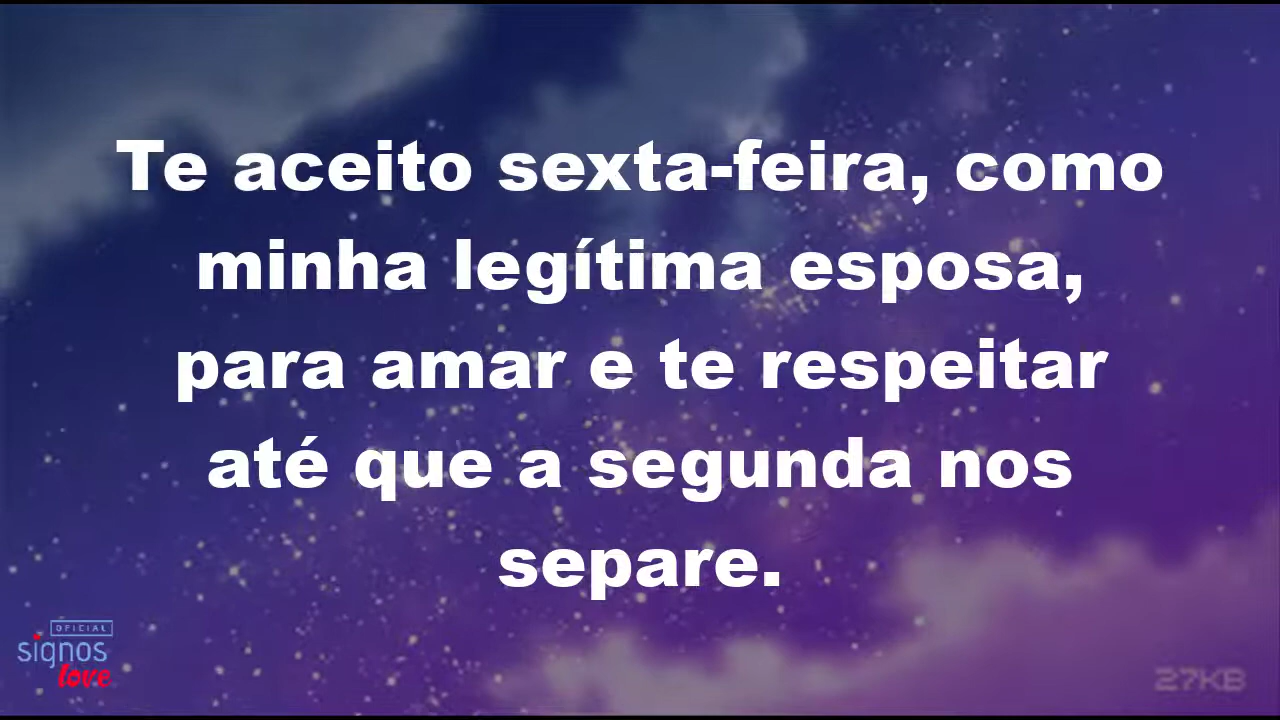 Te aceito sexta-feira, como
minha legítima esposa,
para amar e te respeitar
até que a segunda nos
separe.
OFICIAL
signos
love
27KB